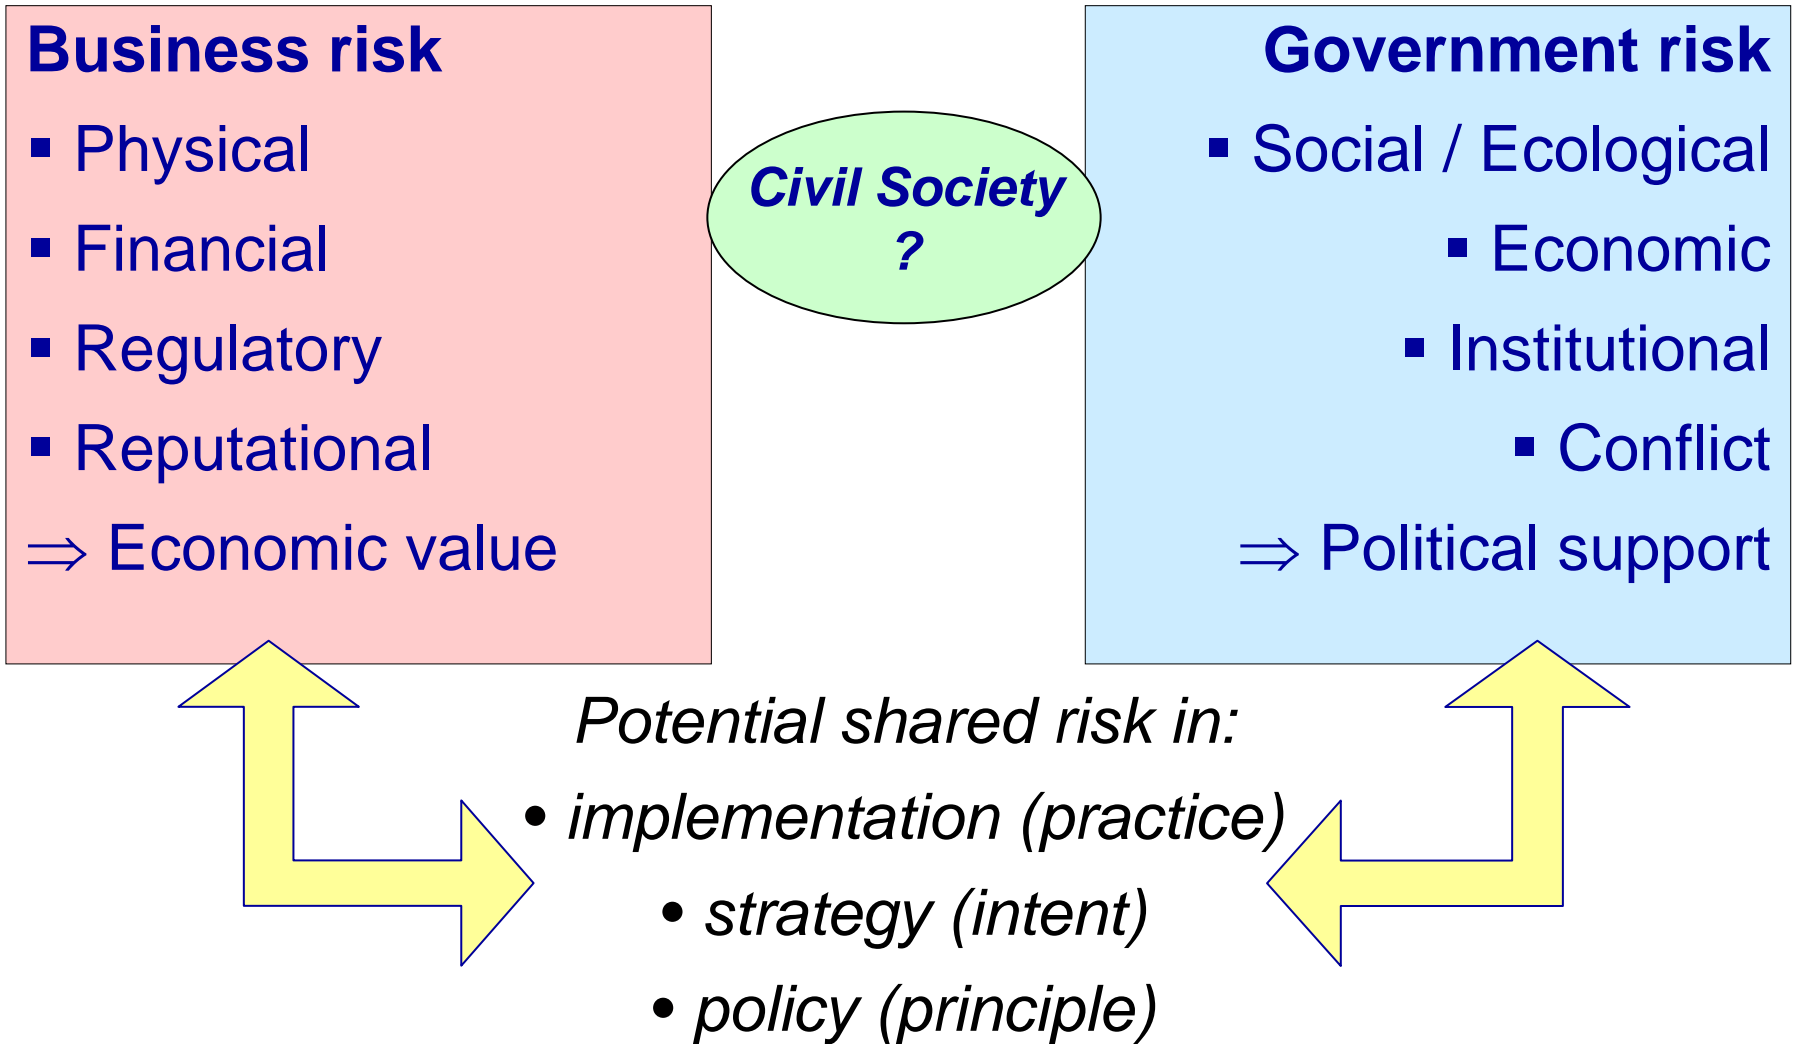 Business risk
▪ Physical
▪ Financial
▪ Regulatory
▪ Reputational
⇒ Economic value
Civil Society
?
Government risk
▪ Social / Ecological
▪ Economic
▪ Institutional
▪ Conflict
⇒ Political support
Potential shared risk in:
• implementation (practice)
• strategy (intent)
• policy (principle)